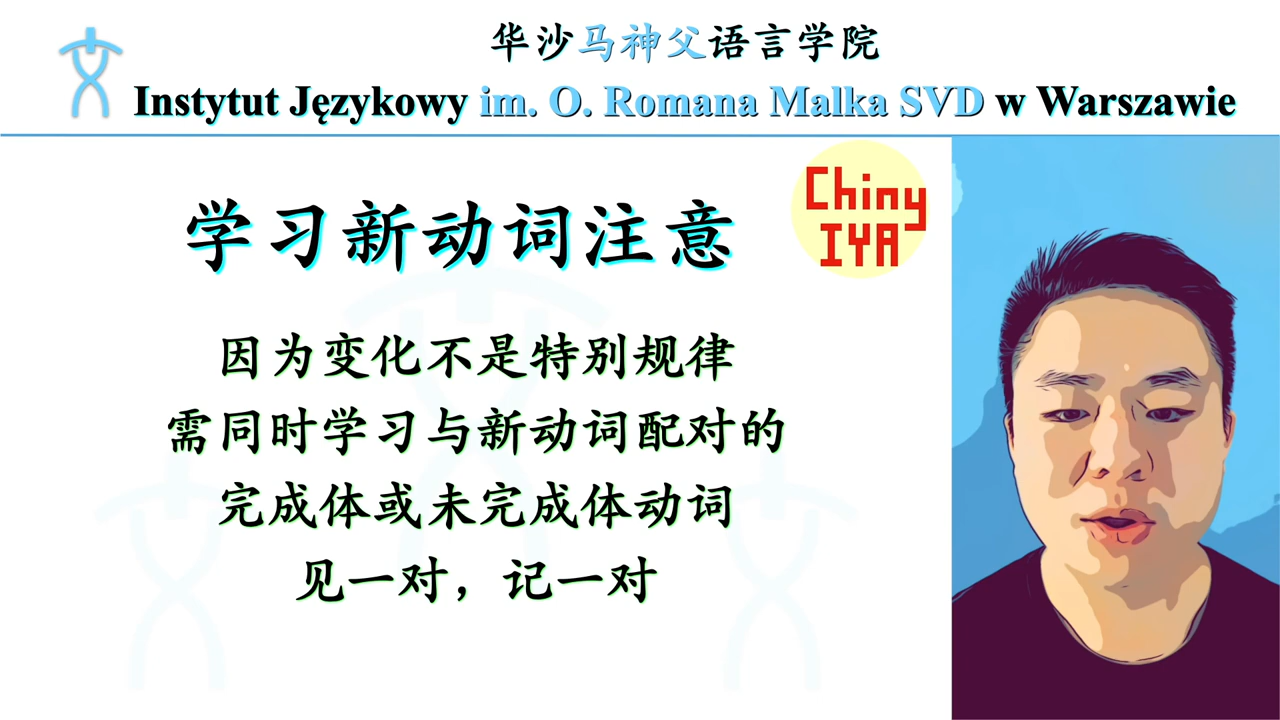 华沙马神父语言学院
Instytut Językowy im. O. Romana Malka SVD w Warszawie
Chiny
IYA
学习新动词注意
因为变化不是特别规律
需同时学习与新动词配对的
完成体或未完成体动词
见一对，记一对